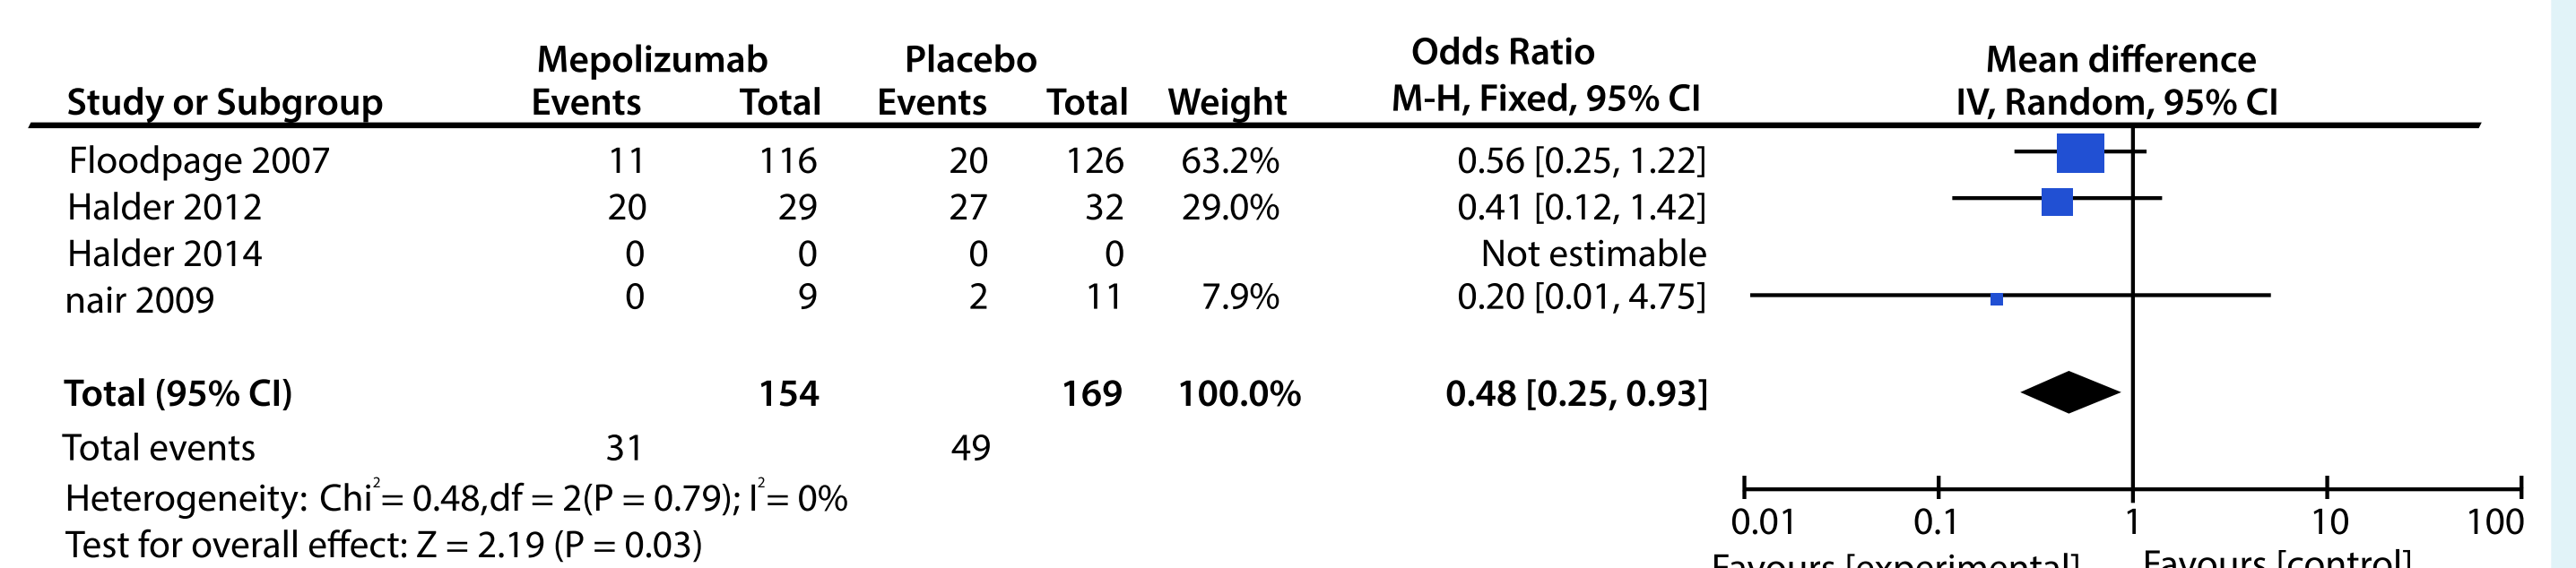 Mepolizumab Placebo Odds Ratio Mean difference
Study or Subgroup Events Total Events Total Weight M-H, Fixed, 95% CI IV, Random, 95% CI
Floodpage 2007 11 116 20 126 63.2% 0.56 [0.25, 1.22]
Halder 2012 20 29 27 32 29.0% 0.41 [0.12, 1.42]
Halder 2014 0 0 0 0 Not estimable
nair 2009 0 9 2 11 7.9% 0.20 [0.01, 4.75]
Total (95% CI) 154 169 100.0% 0.48 [0.25, 0.93]
Total events 31 49
Heterogeneity: Chi²= 0.48,df = 2(P = 0.79); I²= 0%
Test for overall effect: Z = 2.19 (P = 0.03)
0.01 0.1 1 10 100
Favours [experimental] Favours [control]